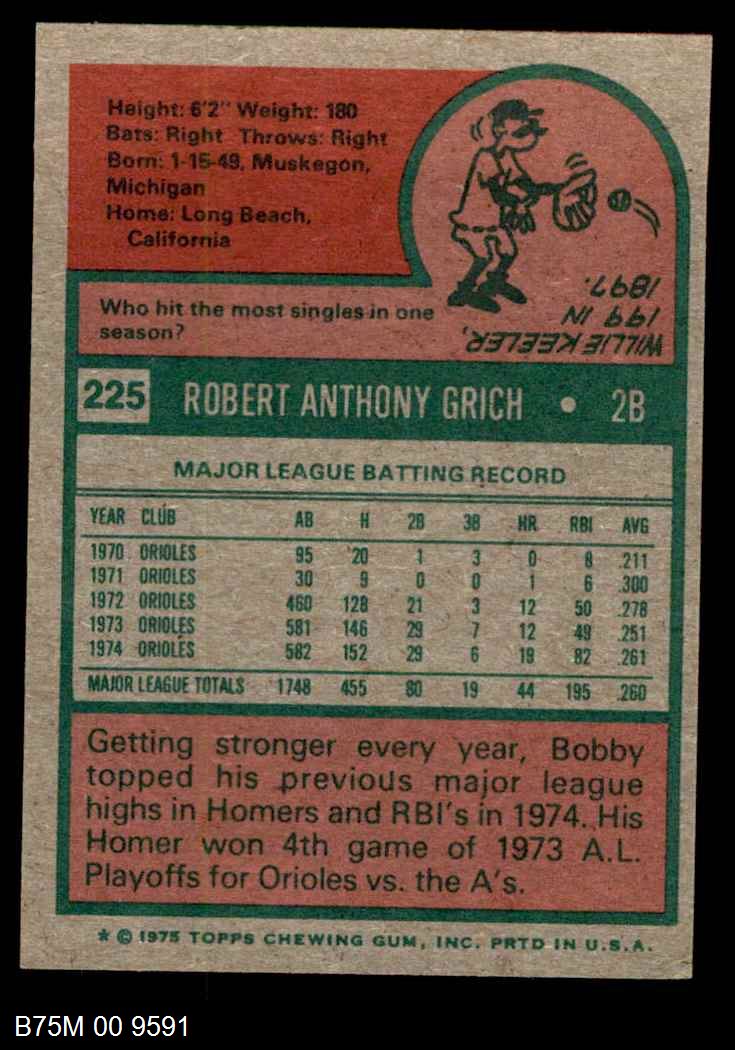 Height: 6'2" Weight: 180
Bats: Right Throws: Right
Born: 1-15-49, Muskegon,
Michigan
Home: Long Beach,
California
Who hit the most singles in one
season?
WILLIE KEELER,
199 IN
1897.
225 ROBERT ANTHONY GRICH • 2B
MAJOR LEAGUE BATTING RECORD
YEAR CLUB AB H 2B 3B HR RBI AVG
1970 ORIOLES 95 20 1 3 0 8 .211
1971 ORIOLES 30 9 0 0 1 6 .300
1972 ORIOLES 460 128 21 3 12 50 .278
1973 ORIOLES 581 146 29 7 12 49 .251
1974 ORIOLES 582 152 29 6 19 82 .261
MAJOR LEAGUE TOTALS 1748 455 80 19 44 195 .260
Getting stronger every year, Bobby
topped his previous major league
highs in Homers and RBI's in 1974. His
Homer won 4th game of 1973 A.L.
Playoffs for Orioles vs. the A's.
* © 1975 TOPPS CHEWING GUM, INC. PRTD IN U.S.A.
B75M 00 9591